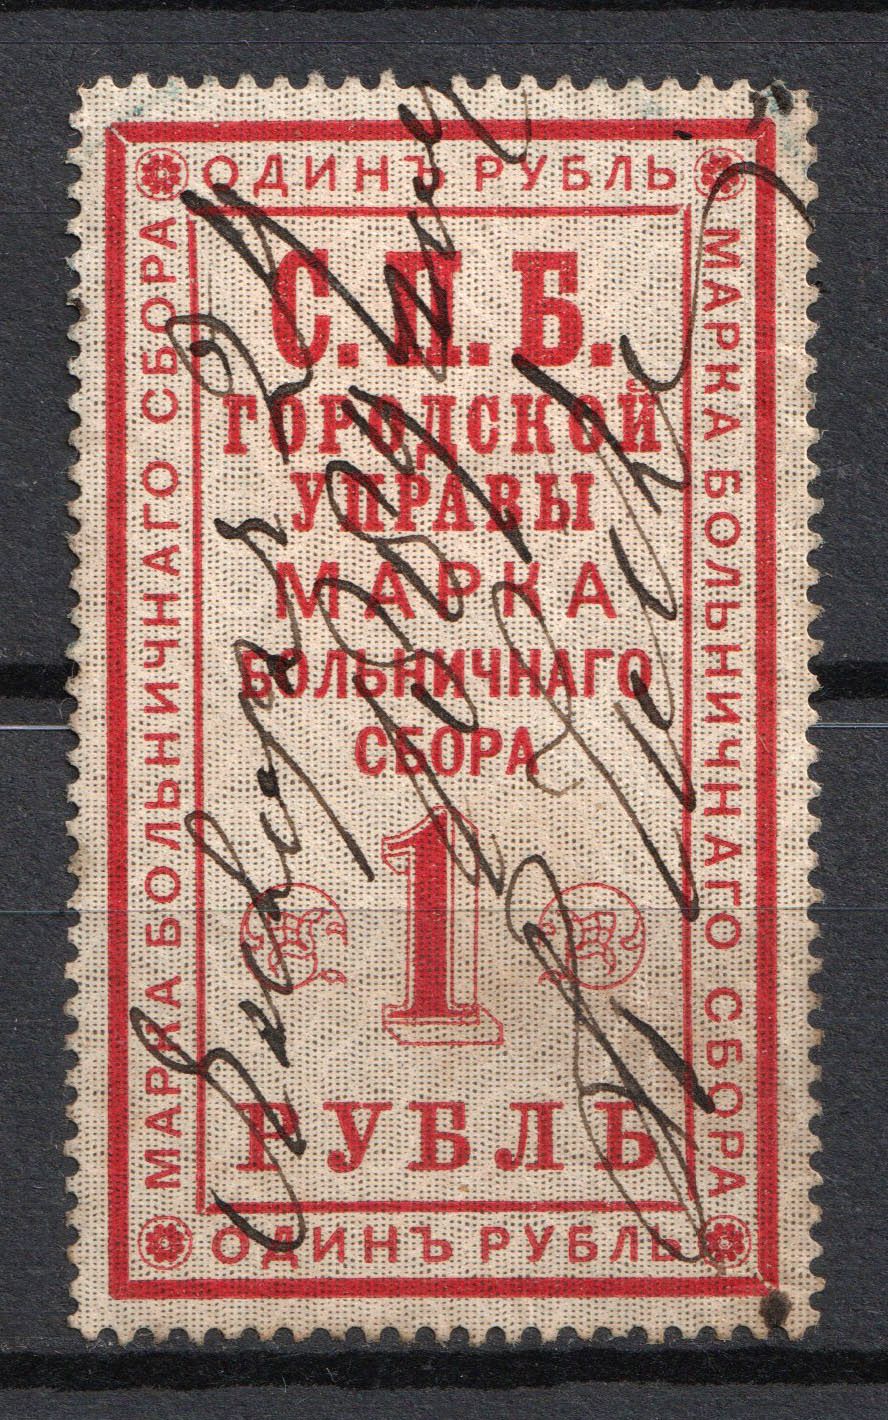 ОДИНЪ РУБЛЬ
МАРКА БОЛЬНИЧНАГО СБОРА
МАРКА БОЛЬНИЧНАГО СБОРА
С.П.Б.
ГОРОДСКОЙ
УПРАВЫ
МАРКА
БОЛЬНИЧНАГО
СБОРА
1
РУБЛЬ
ОДИНЪ РУБЛЬ